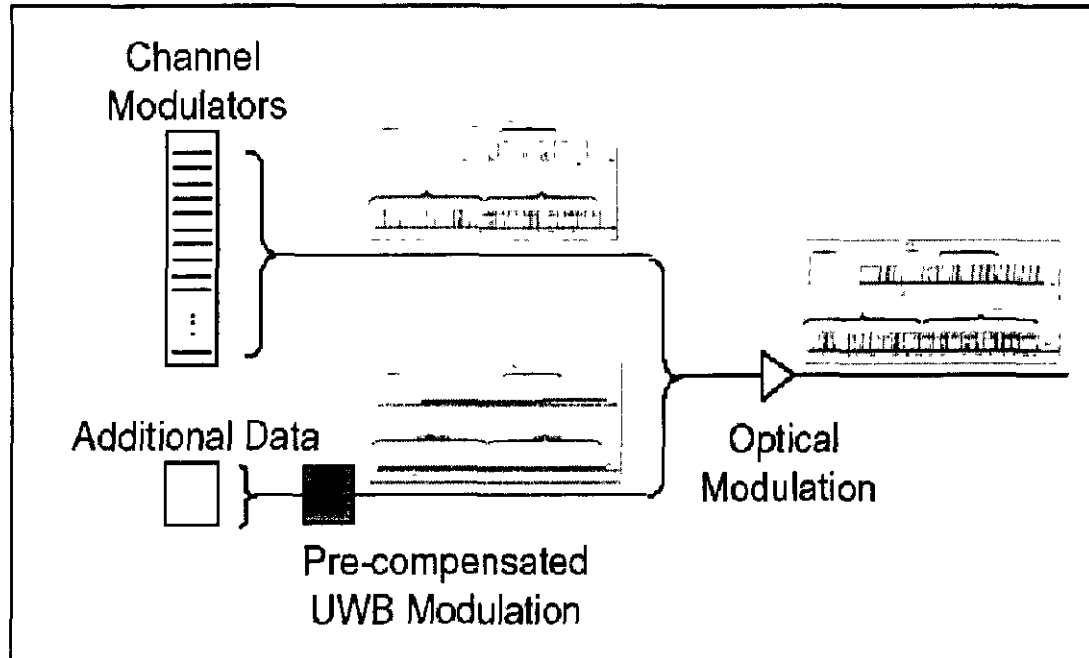 Channel
Modulators
Additional Data
Pre-compensated
UWB Modulation
Optical
Modulation